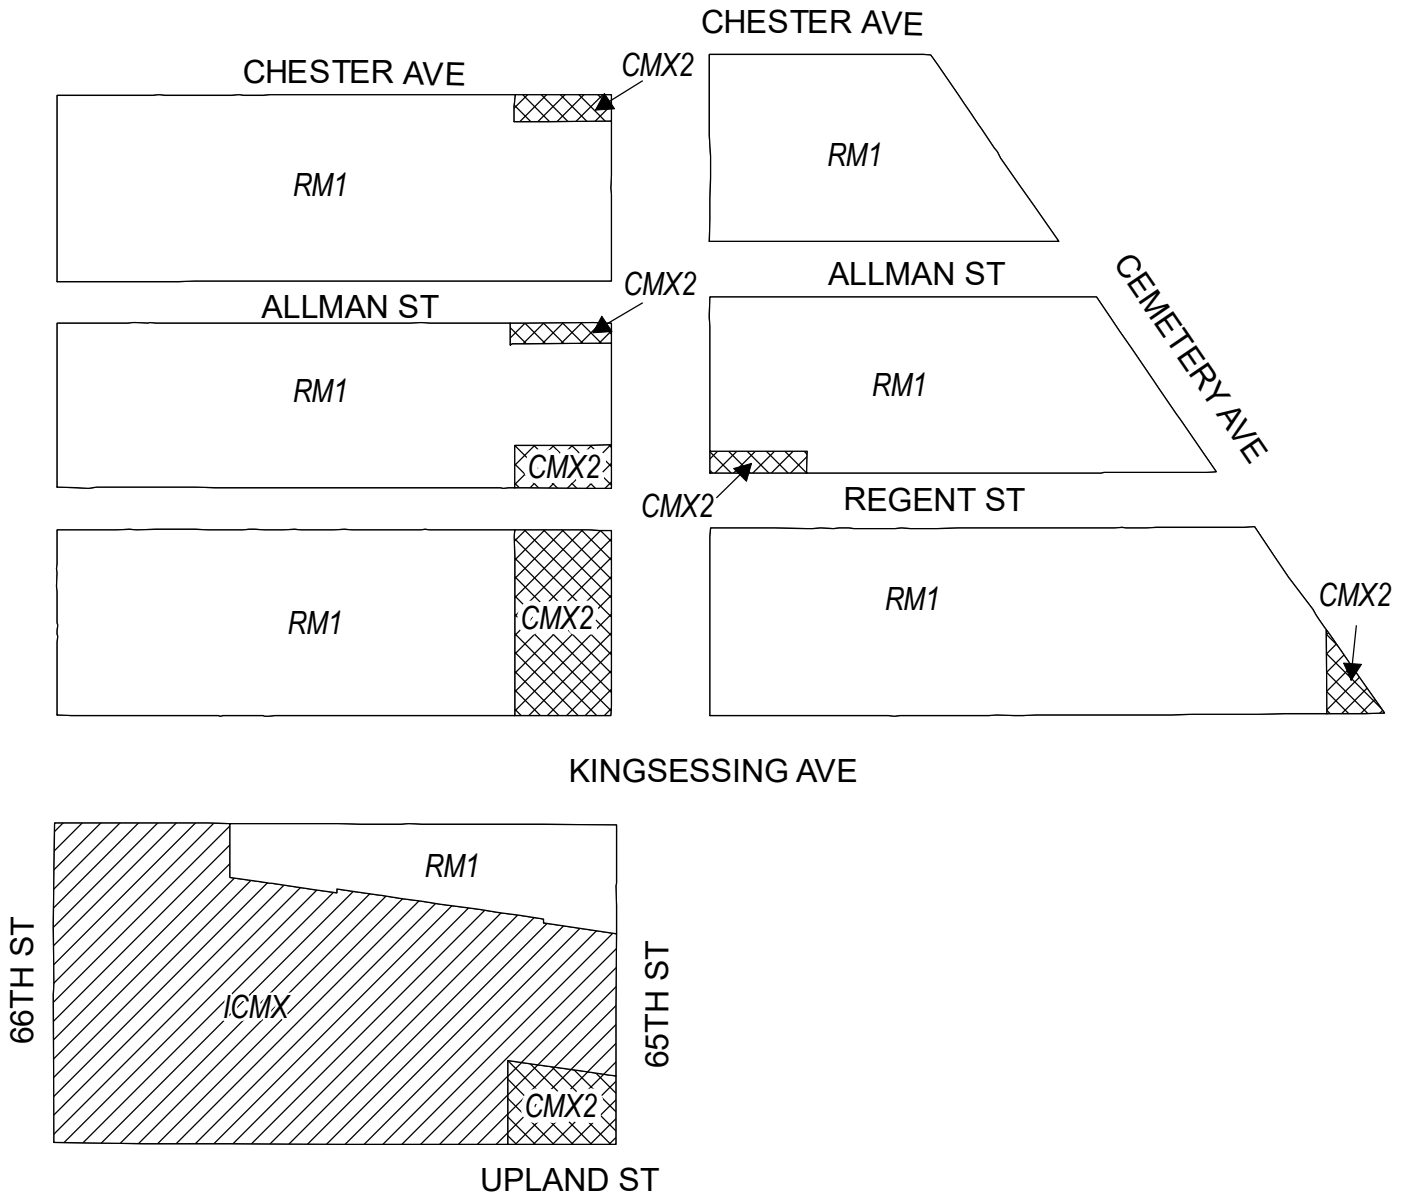 CHESTER AVE
CHESTER AVE
CMX2
RM1
RM1
ALLMAN ST
CEMETERY AVE
CMX2
ALLMAN ST
RM1
RM1
CMX2
CMX2
REGENT ST
CMX2
RM1
CMX2
RM1
CMX2
KINGSESSING AVE
RM1
66TH ST
65TH ST
ICMX
CMX2
UPLAND ST